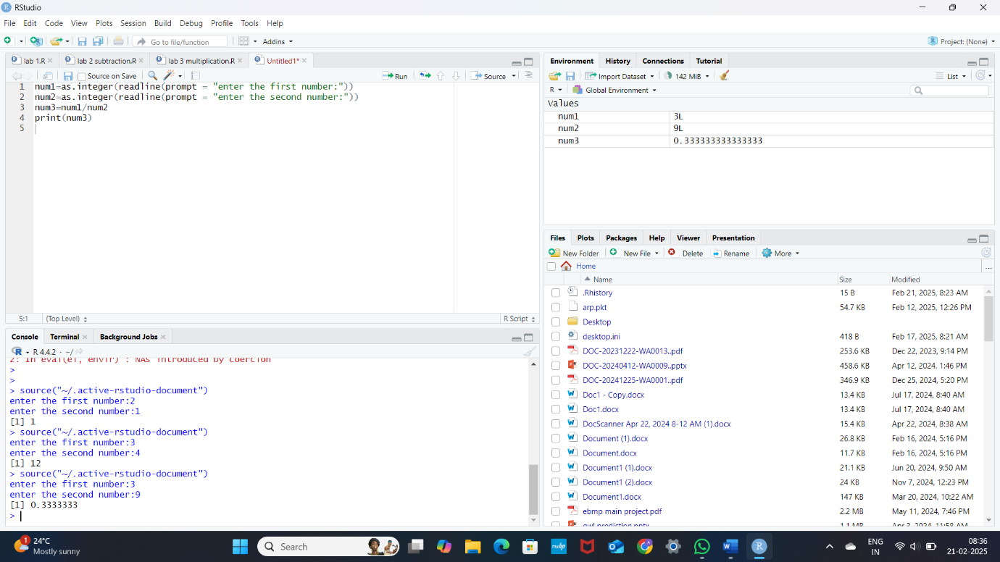 RStudio
File Edit Code View Plots Session Build Debug Profile Tools Help
Go to file/function Addins Project: (None)
lab 1.R lab 2 subtraction.R lab 3 multiplication.R Untitled1*
Source on Save Run Source
1 num1=as.integer(readline(prompt = "enter the first number:"))
2 num2=as.integer(readline(prompt = "enter the second number:"))
3 num3=num1/num2
4 print(num3)
5
5:1 (Top Level) R Script
Console Terminal Background Jobs
R 4.4.2 · ~/
2: In eval(ei, envir) : NAs introduced by coercion
>
>
> source("~/.active-rstudio-document")
enter the first number:2
enter the second number:1
[1] 1
> source("~/.active-rstudio-document")
enter the first number:3
enter the second number:4
[1] 12
> source("~/.active-rstudio-document")
enter the first number:3
enter the second number:9
[1] 0.3333333
>
Environment History Connections Tutorial
Import Dataset 142 MiB List
R Global Environment
Values
num1 3L
num2 9L
num3 0.333333333333333
Files Plots Packages Help Viewer Presentation
New Folder New File Delete Rename More
Home ...
Name Size Modified
.Rhistory 15 B Feb 21, 2025, 8:23 AM
arp.pkt 54.7 KB Feb 12, 2025, 12:26 PM
Desktop
desktop.ini 418 B Feb 17, 2025, 8:21 AM
DOC-20231222-WA0013..pdf 253.6 KB Dec 22, 2023, 9:14 PM
DOC-20240412-WA0009..pptx 458.6 KB Apr 12, 2024, 1:46 PM
DOC-20241225-WA0001..pdf 346.9 KB Dec 25, 2024, 5:20 PM
Doc1 - Copy.docx 13.4 KB Jul 17, 2024, 8:40 AM
Doc1.docx 13.4 KB Jul 17, 2024, 8:40 AM
DocScanner Apr 22, 2024 8-12 AM (1).docx 15.4 KB Apr 22, 2024, 8:38 AM
Document (1).docx 26.8 KB Feb 16, 2024, 5:16 PM
Document.docx 11.7 KB Feb 16, 2024, 5:16 PM
Document1 (1).docx 21.1 KB Jun 20, 2024, 9:50 AM
Document1 (2).docx 24 KB Nov 7, 2024, 12:23 PM
Document1.docx 147 KB Mar 20, 2024, 10:22 AM
ebmp main project.pdf 2.2 MB May 11, 2024, 7:46 PM
1.1 MB Apr 3, 2024, 11:58 AM
1 24°C
Mostly sunny
Search
myhp
ENG
IN
08:36
21-02-2025